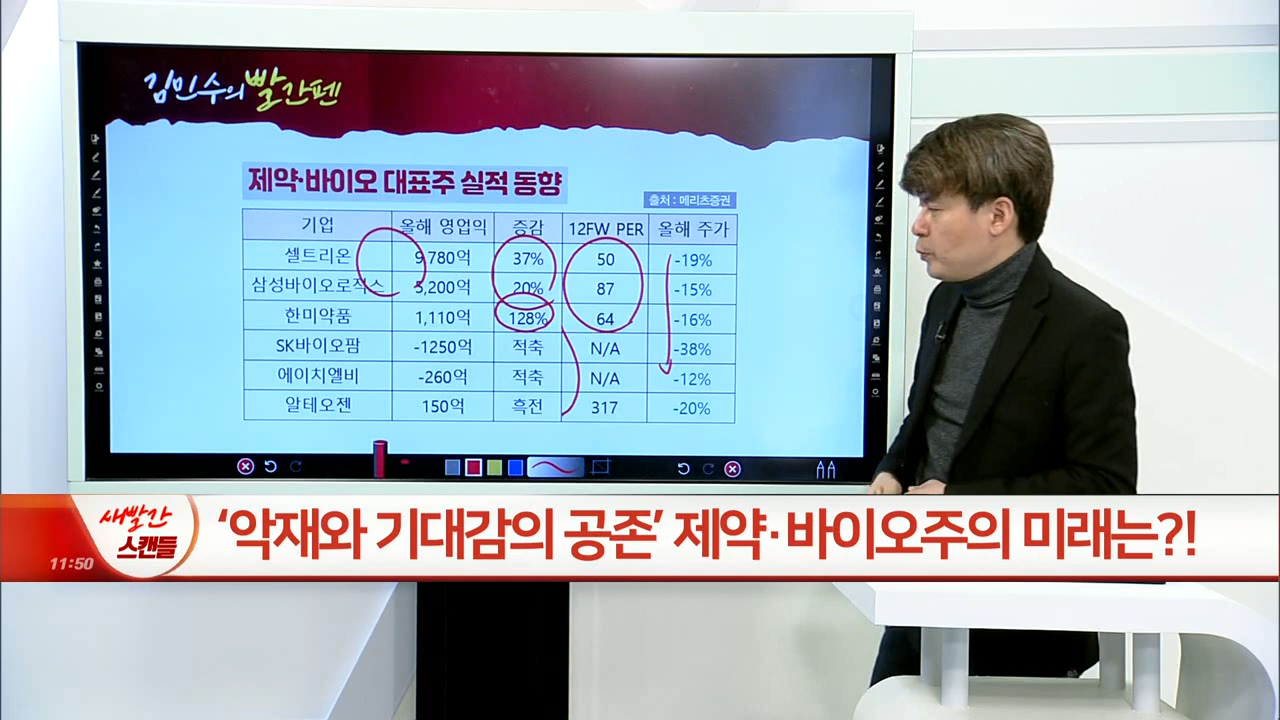 김민수의 빨간펜
제약·바이오 대표주 실적 동향
출처 : 메리츠증권
기업 올해 영업익 증감 12FW PER 올해 주가
셀트리온 9,780억 37% 50 -19%
삼성바이오로직스 5,200억 20% 87 -15%
한미약품 1,110억 128% 64 -16%
SK바이오팜 -1250억 적축 N/A -38%
에이치엘비 -260억 적축 N/A -12%
알테오젠 150억 흑전 317 -20%
새빨간
스캔들
11:50
‘악재와 기대감의 공존’ 제약·바이오주의 미래는?!